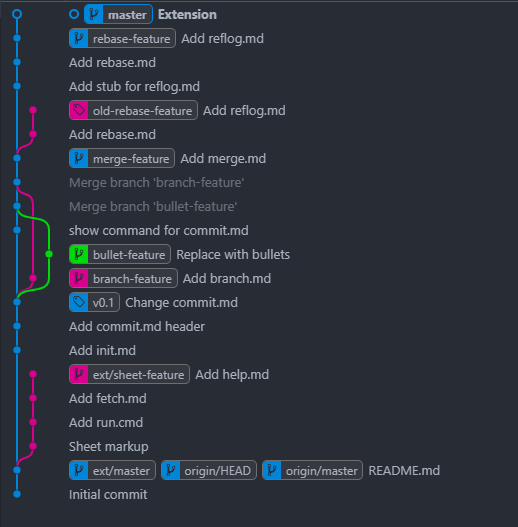 master Extension
rebase-feature Add reflog.md
Add rebase.md
Add stub for reflog.md
old-rebase-feature Add reflog.md
Add rebase.md
merge-feature Add merge.md
Merge branch 'branch-feature'
Merge branch 'bullet-feature'
show command for commit.md
bullet-feature Replace with bullets
branch-feature Add branch.md
v0.1 Change commit.md
Add commit.md header
Add init.md
ext/sheet-feature Add help.md
Add fetch.md
Add run.cmd
Sheet markup
ext/master origin/HEAD origin/master README.md
Initial commit